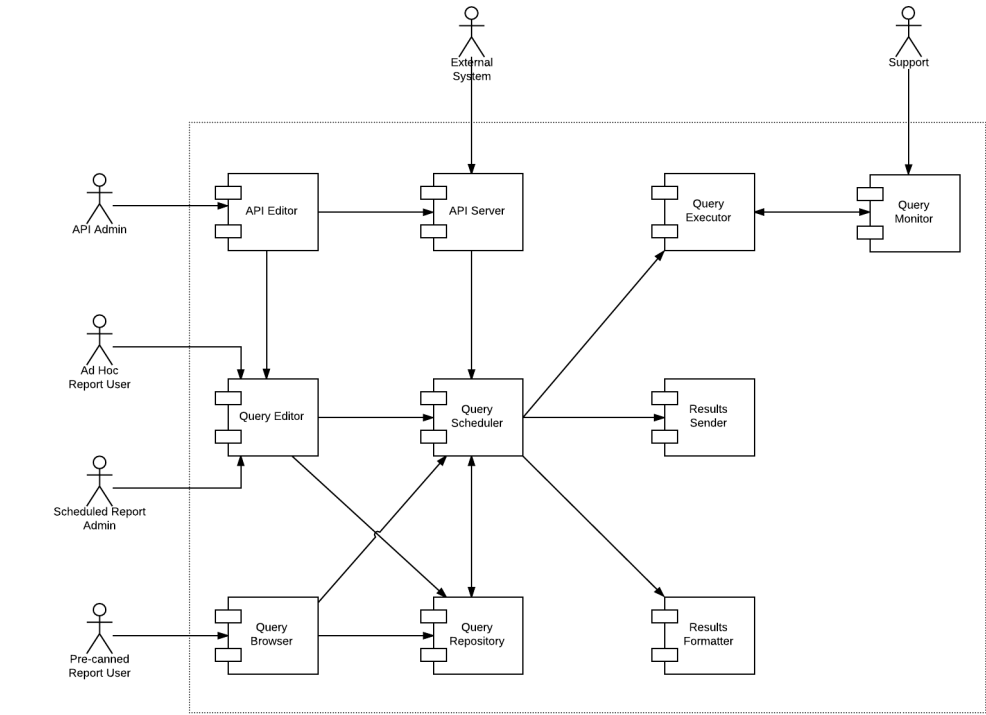 External
System
Support
API Admin
API Editor
API Server
Query
Executor
Query
Monitor
Ad Hoc
Report User
Query Editor
Query
Scheduler
Results
Sender
Scheduled Report
Admin
Pre-canned
Report User
Query
Browser
Query
Repository
Results
Formatter